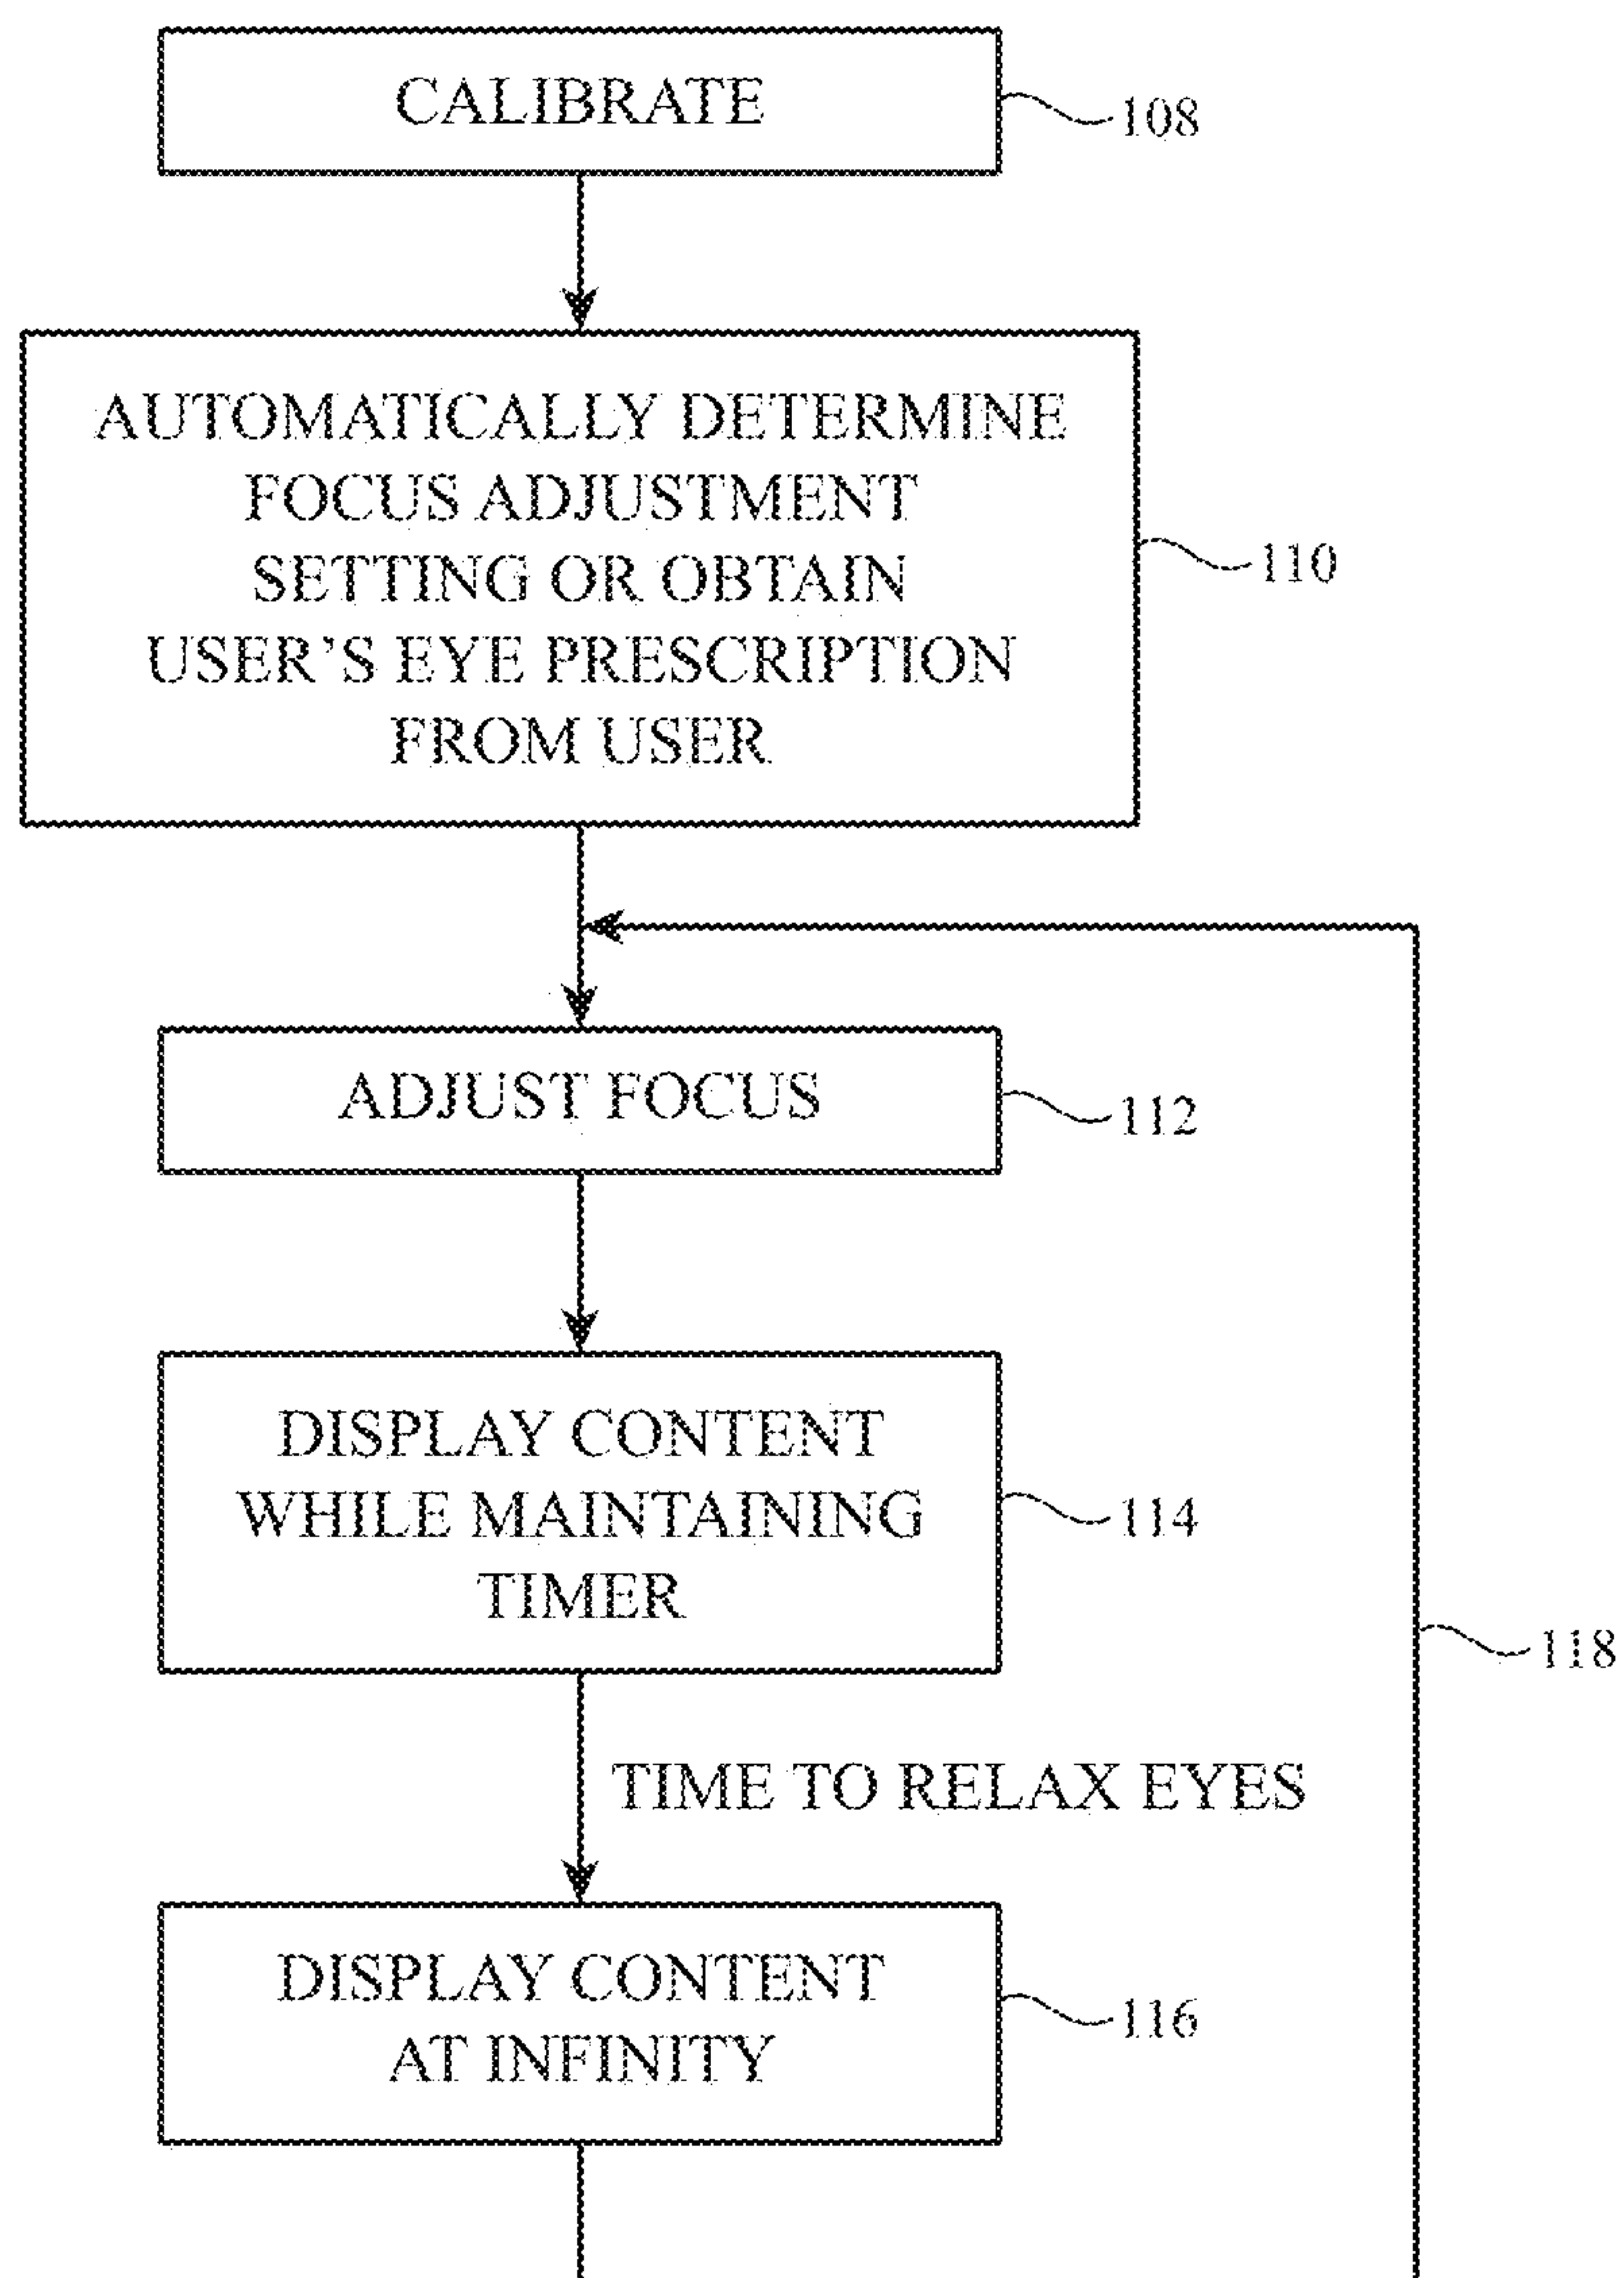 CALIBRATE
108
AUTOMATICALLY DETERMINE
FOCUS ADJUSTMENT
SETTING OR OBTAIN
USER'S EYE PRESCRIPTION
FROM USER
110
ADJUST FOCUS
112
DISPLAY CONTENT
WHILE MAINTAINING
TIMER
114
118
TIME TO RELAX EYES
DISPLAY CONTENT
AT INFINITY
116